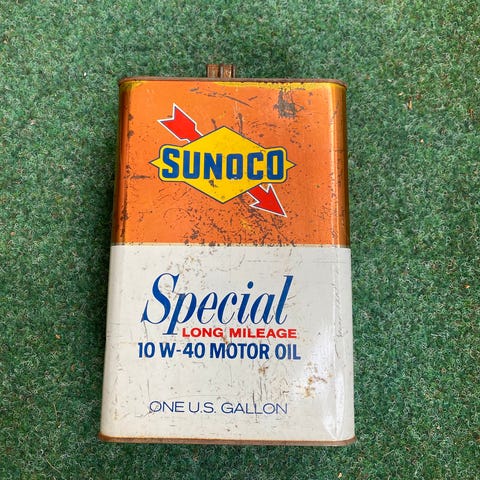 SUNOCO
Special
LONG MILEAGE
10 W-40 MOTOR OIL
ONE U.S. GALLON